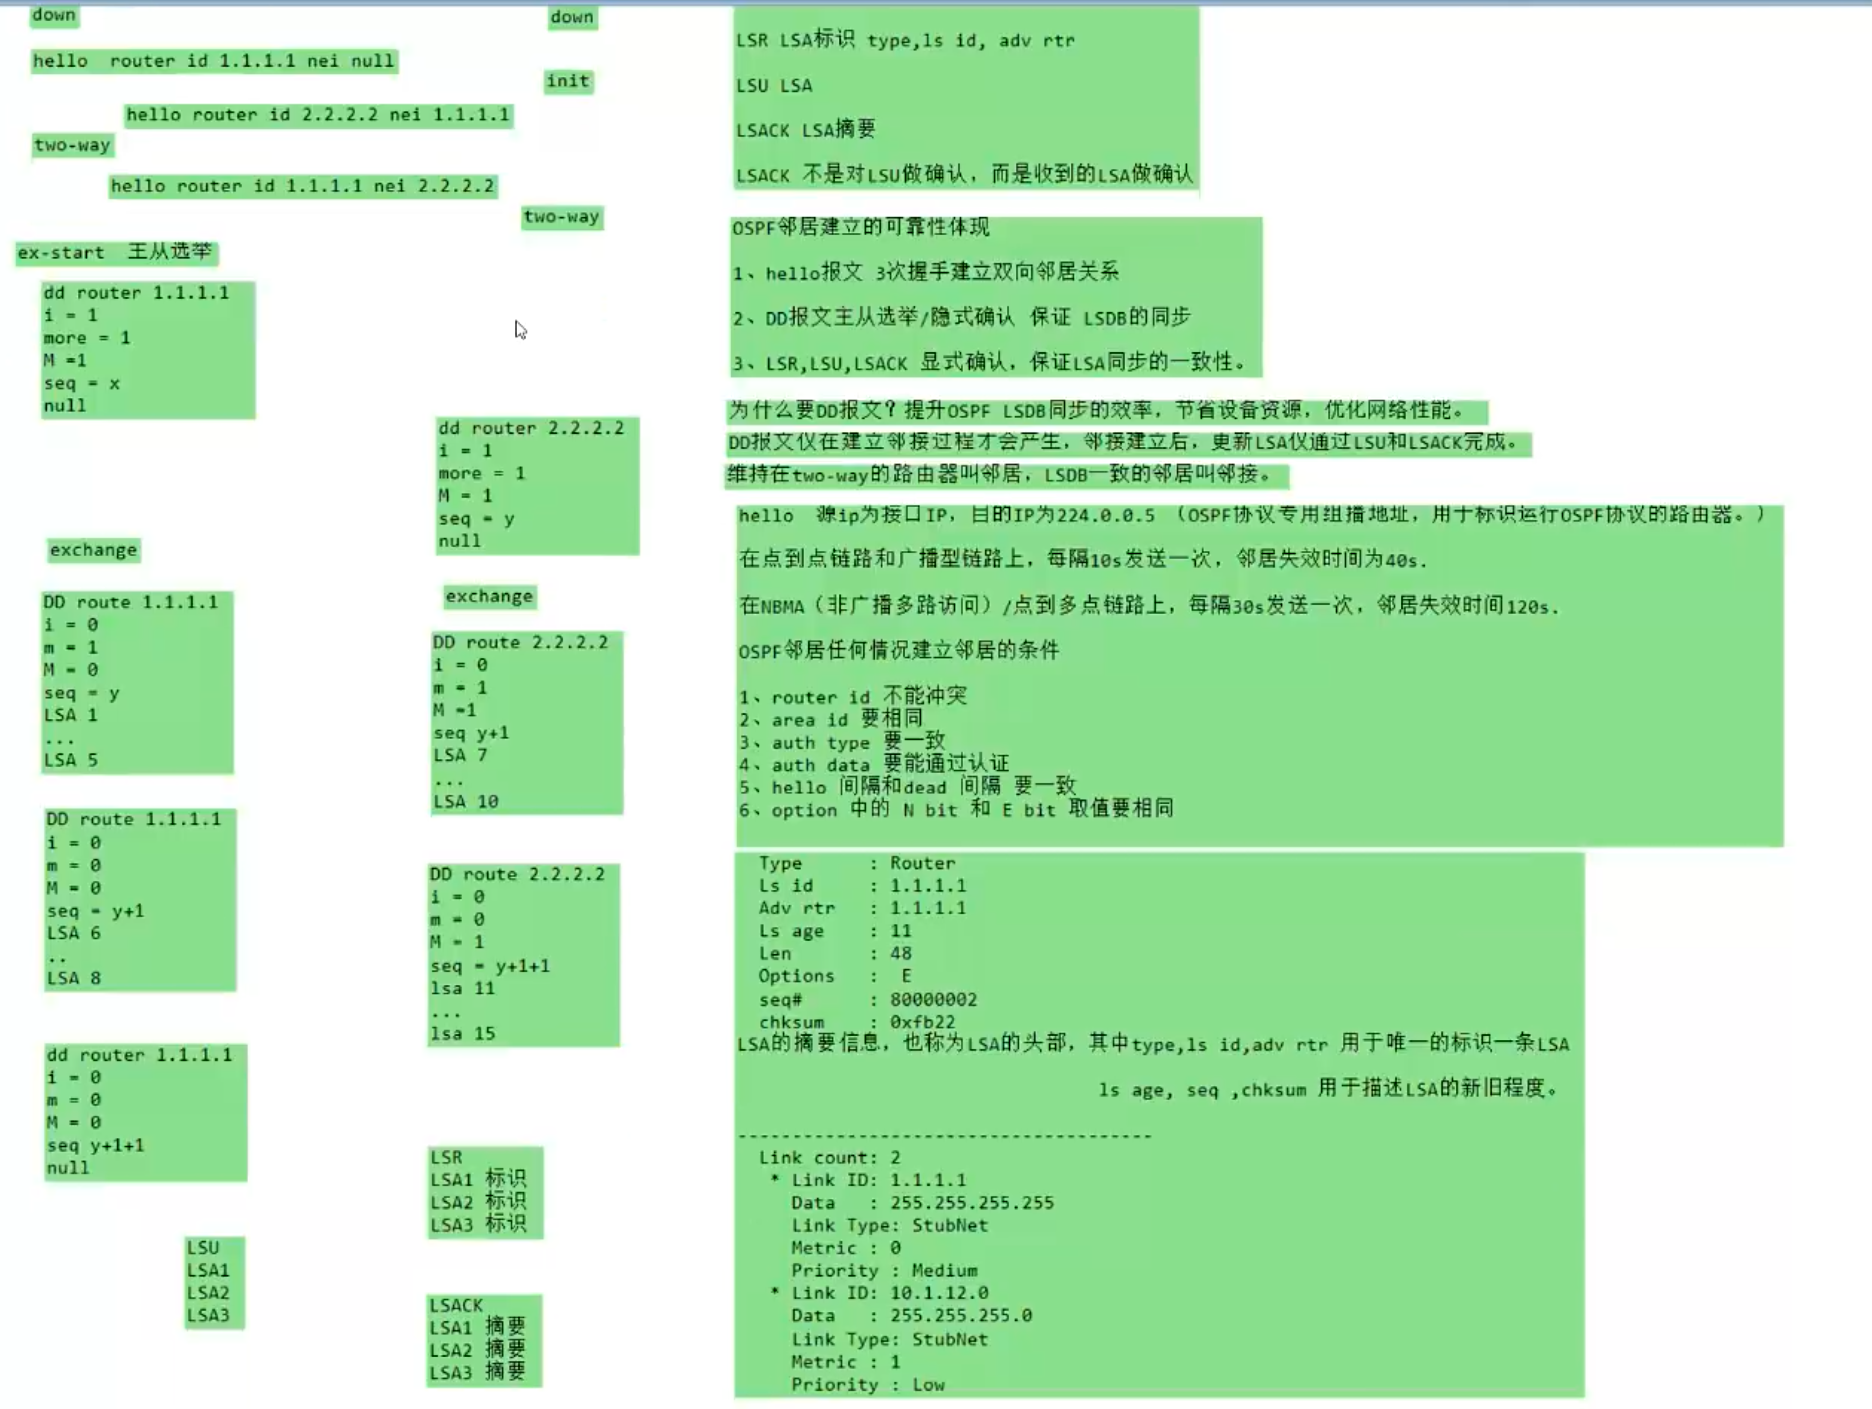 down
down
hello  router id 1.1.1.1 nei null
init
hello router id 2.2.2.2 nei 1.1.1.1
two-way
hello router id 1.1.1.1 nei 2.2.2.2
two-way
ex-start  王从选举
dd router 1.1.1.1
i = 1
more = 1
M =1
seq = x
null
dd router 2.2.2.2
i = 1
more = 1
M = 1
seq = y
null
exchange
exchange
DD route 1.1.1.1
i = 0
m = 1
M = 0
seq = y
LSA 1
...
LSA 5
DD route 2.2.2.2
i = 0
m = 1
M =1
seq y+1
LSA 7
...
LSA 10
DD route 1.1.1.1
i = 0
m = 0
M = 0
seq = y+1
LSA 6
..
LSA 8
DD route 2.2.2.2
i = 0
m = 0
M = 1
seq = y+1+1
lsa 11
...
lsa 15
dd router 1.1.1.1
i = 0
m = 0
M = 0
seq y+1+1
null
LSR
LSA1 标识
LSA2 标识
LSA3 标识
LSU
LSA1
LSA2
LSA3
LSACK
LSA1 摘要
LSA2 摘要
LSA3 摘要
LSR LSA标识 type,ls id, adv rtr
LSU LSA
LSACK LSA摘要
LSACK 不是对LSU做确认，而是收到的LSA做确认
OSPF邻居建立的可靠性体现
1、hello报文 3次握手建立双向邻居关系
2、DD报文主从选举/隐式确认 保证 LSDB的同步
3、LSR,LSU,LSACK 显式确认，保证LSA同步的一致性。
为什么要DD报文？提升OSPF LSDB同步的效率，节省设备资源，优化网络性能。
DD报文仅在建立邻接过程才会产生，邻接建立后，更新LSA仅通过LSU和LSACK完成。
维持在two-way的路由器叫邻居，LSDB一致的邻居叫邻接。
hello  源ip为接口IP，目的IP为224.0.0.5 （OSPF协议专用组播地址，用于标识运行OSPF协议的路由器。）
在点到点链路和广播型链路上，每隔10s发送一次，邻居失效时间为40s.
在NBMA（非广播多路访问）/点到多点链路上，每隔30s发送一次，邻居失效时间120s.
OSPF邻居任何情况建立邻居的条件
1、router id 不能冲突
2、area id 要相同
3、auth type 要一致
4、auth data 要能通过认证
5、hello 间隔和dead 间隔 要一致
6、option 中的 N bit 和 E bit 取值要相同
Type : Router
Ls id : 1.1.1.1
Adv rtr : 1.1.1.1
Ls age : 11
Len : 48
Options : E
seq# : 80000002
chksum : 0xfb22
LSA的摘要信息，也称为LSA的头部，其中type,ls id,adv rtr 用于唯一的标识一条LSA
ls age, seq ,chksum 用于描述LSA的新旧程度。
--------------------------------------
Link count: 2
* Link ID: 1.1.1.1
Data : 255.255.255.255
Link Type: StubNet
Metric : 0
Priority : Medium
* Link ID: 10.1.12.0
Data : 255.255.255.0
Link Type: StubNet
Metric : 1
Priority : Low